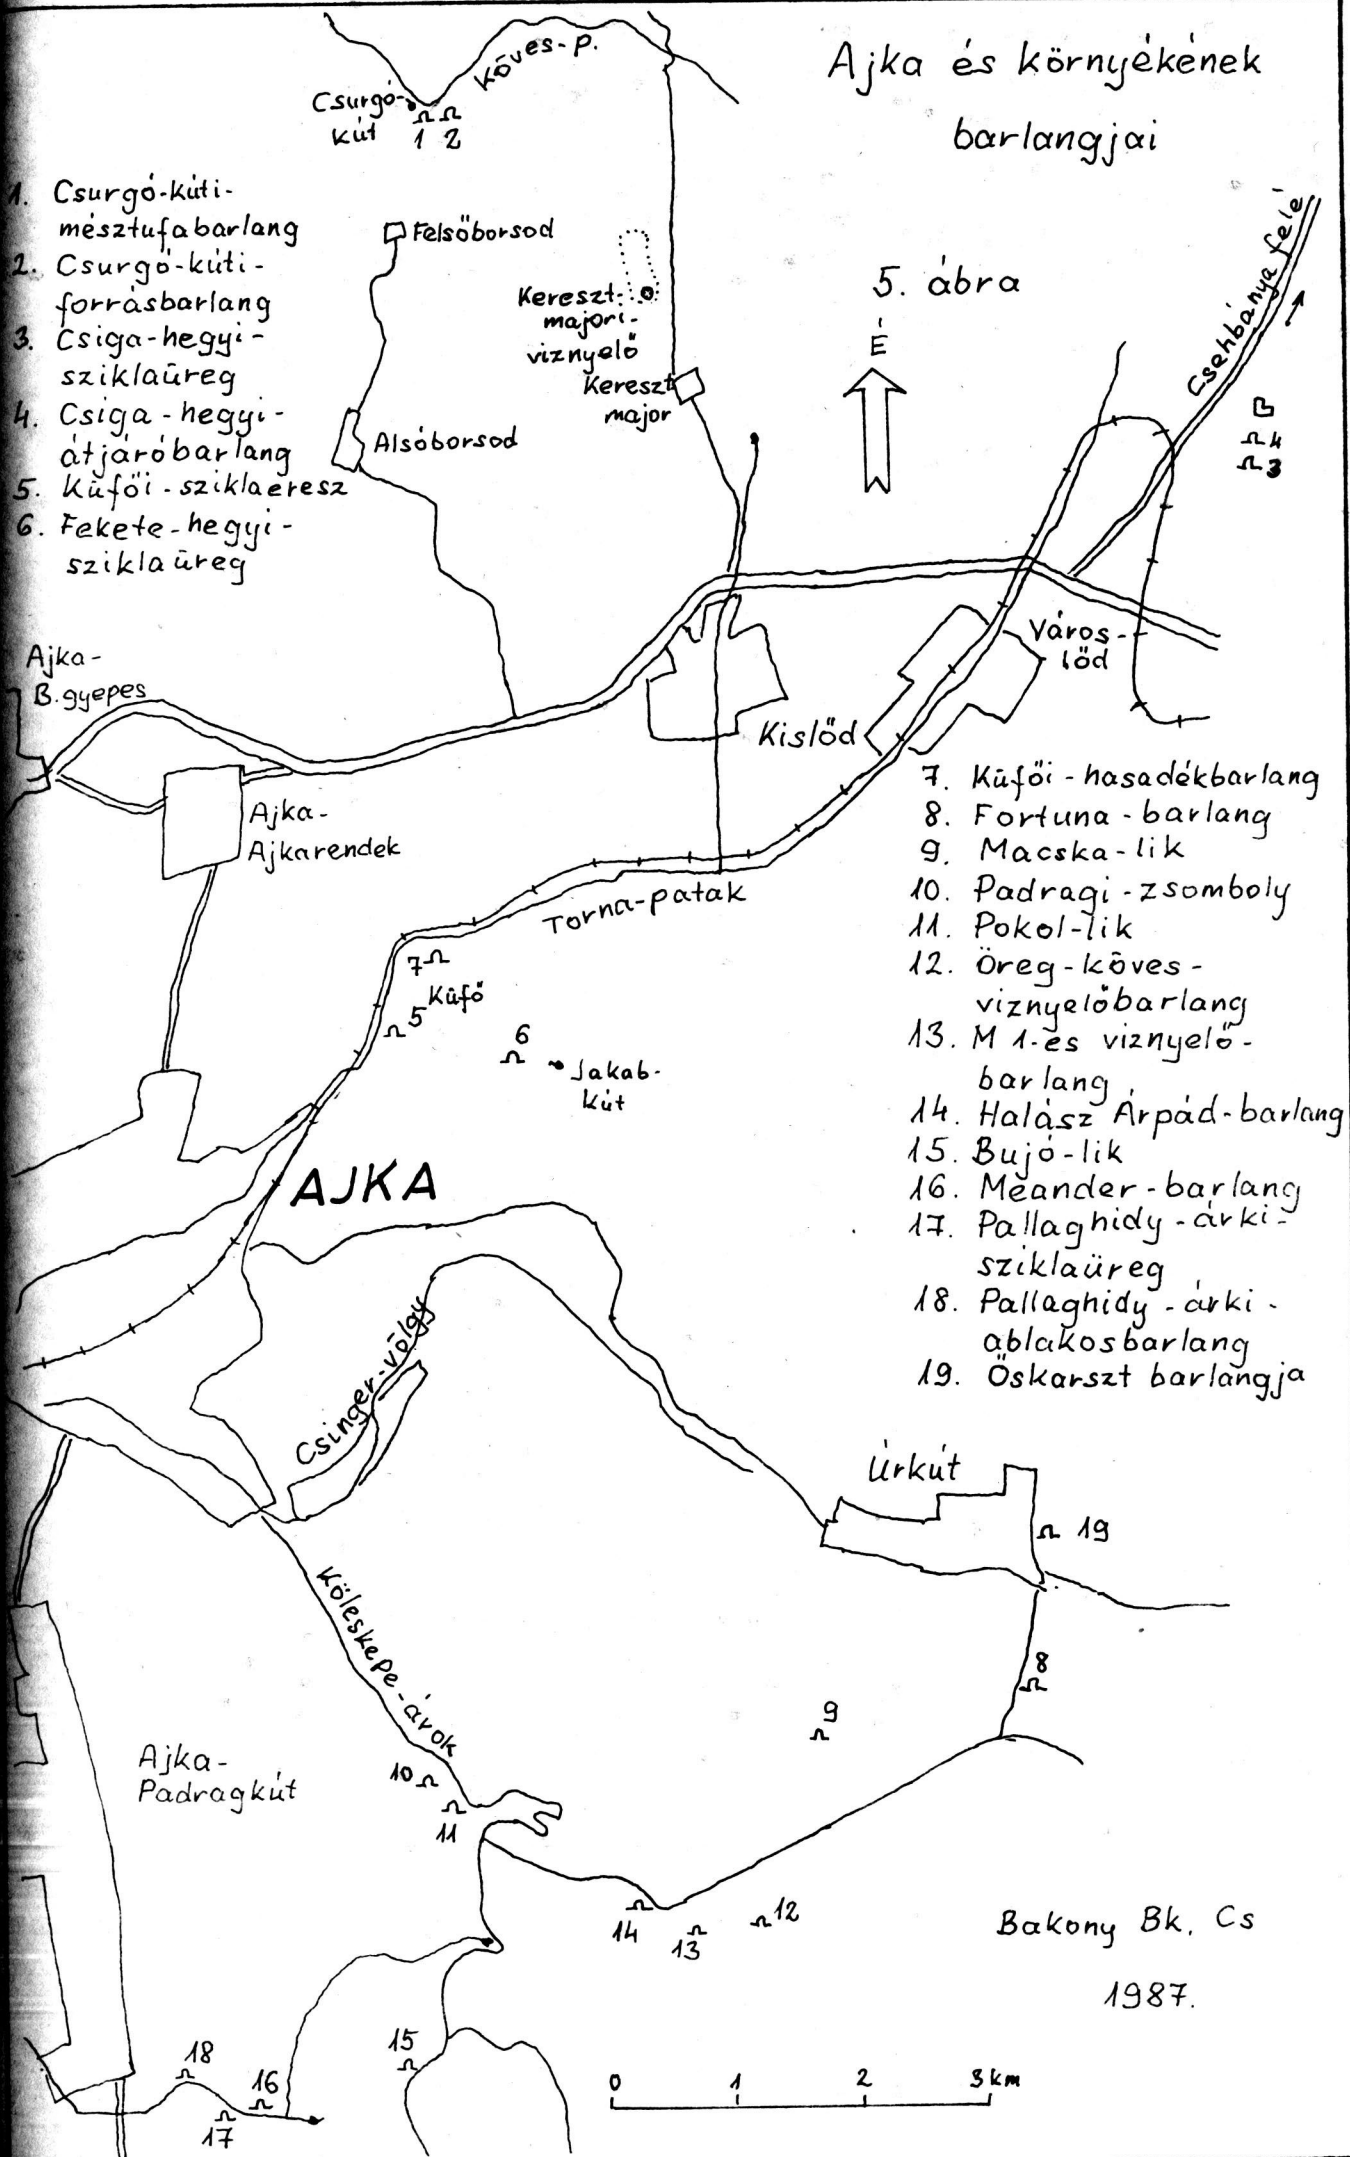 Ajka és környékének
barlangjai
5. ábra
É
1. Csurgó-kúti-
mésztufabarlang
2. Csurgó-kúti-
forrásbarlang
3. Csiga-hegyi-
sziklaüreg
4. Csiga-hegyi-
átjáróbarlang
5. Küfői-sziklaeresz
6. Fekete-hegyi-
sziklaüreg
Köves-p.
Csurgó-
kút
1 2
Felsőborsod
Kereszt-
majori-
viznyelő
Kereszt
major
Alsóborsod
Csehbánya felé
4
3
Város-
lőd
Kislőd
Ajka-
B.gyepes
Ajka-
Ajkarendek
Torna-patak
7
Küfő
5
6
Jakab-
kút
AJKA
Csinger-völgy
7. Küfői-hasadékbarlang
8. Fortuna-barlang
9. Macska-lik
10. Padragi-zsomboly
11. Pokol-lik
12. Öreg-köves-
viznyelőbarlang
13. M 1-es viznyelő-
barlang
14. Halász Árpád-barlang
15. Bujó-lik
16. Meander-barlang
17. Pallaghidy-árki-
sziklaüreg
18. Pallaghidy-árki-
ablakosbarlang
19. Őskarszt barlangja
Úrkút
19
8
9
Köleskepe-árok
10
11
Ajka-
Padragkút
14
13
12
15
18
16
17
Bakony Bk. Cs
1987.
0 1 2 3 km